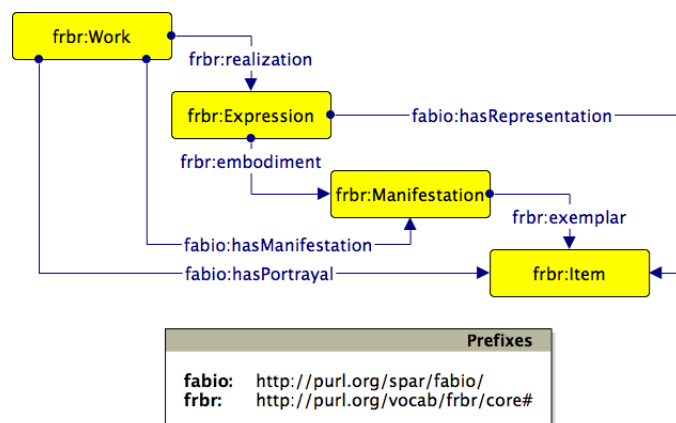 frbr:Work
frbr:realization
frbr:Expression
fabio:hasRepresentation
frbr:embodiment
frbr:Manifestation
frbr:exemplar
fabio:hasManifestation
fabio:hasPortrayal
frbr:Item
Prefixes
fabio: http://purl.org/spar/fabio/
frbr: http://purl.org/vocab/frbr/core#